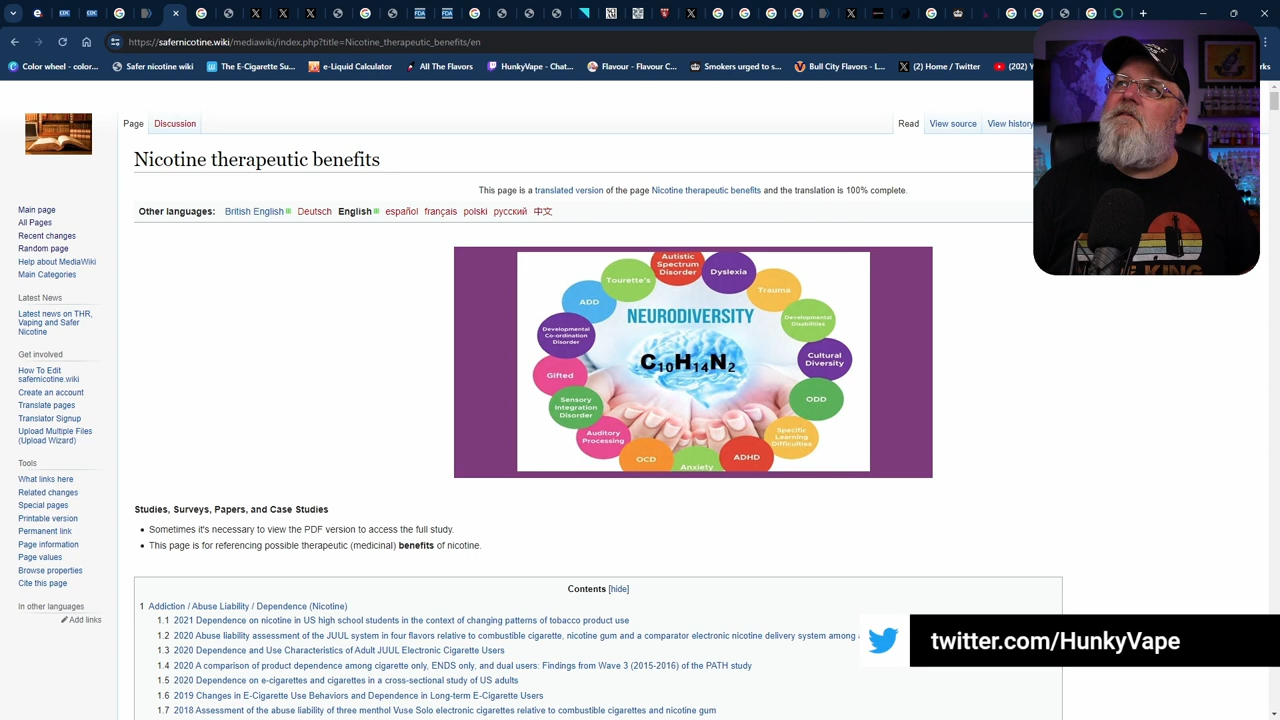 https://safernicotine.wiki/mediawiki/index.php?title=Nicotine_therapeutic_benefits/en
Color wheel - color...
Safer nicotine wiki
The E-Cigarette Su...
e-Liquid Calculator
All The Flavors
HunkyVape - Chat...
Flavour - Flavour C...
Smokers urged to s...
Bull City Flavors - L...
(2) Home / Twitter
(202) Y
Page
Discussion
Read
View source
View history
Nicotine therapeutic benefits
This page is a translated version of the page Nicotine therapeutic benefits and the translation is 100% complete.
Other languages: British English Deutsch English español français polski русский 中文
Main page
All Pages
Recent changes
Random page
Help about MediaWiki
Main Categories
Latest News
Latest news on THR,
Vaping and Safer
Nicotine
Get involved
How To Edit
safernicotine.wiki
Create an account
Translate pages
Translator Signup
Upload Multiple Files
(Upload Wizard)
Tools
What links here
Related changes
Special pages
Printable version
Permanent link
Page information
Page values
Browse properties
Cite this page
In other languages
Add links
Autistic
Spectrum
Disorder
Dyslexia
Tourette's
Trauma
ADD
NEURODIVERSITY
Developmental
Disabilities
Developmental
Co-ordination
Disorder
C10H14N2
Cultural
Diversity
Gifted
ODD
Sensory
Integration
Disorder
Auditory
Processing
Specific
Learning
Difficulties
OCD
Anxiety
ADHD
Studies, Surveys, Papers, and Case Studies
Sometimes it's necessary to view the PDF version to access the full study.
This page is for referencing possible therapeutic (medicinal) benefits of nicotine.
Contents [hide]
1 Addiction / Abuse Liability / Dependence (Nicotine)
1.1 2021 Dependence on nicotine in US high school students in the context of changing patterns of tobacco product use
1.2 2020 Abuse liability assessment of the JUUL system in four flavors relative to combustible cigarette, nicotine gum and a comparator electronic nicotine delivery system among
1.3 2020 Dependence and Use Characteristics of Adult JUUL Electronic Cigarette Users
1.4 2020 A comparison of product dependence among cigarette only, ENDS only, and dual users: Findings from Wave 3 (2015-2016) of the PATH study
1.5 2020 Dependence on e-cigarettes and cigarettes in a cross-sectional study of US adults
1.6 2019 Changes in E-Cigarette Use Behaviors and Dependence in Long-term E-Cigarette Users
1.7 2018 Assessment of the abuse liability of three menthol Vuse Solo electronic cigarettes relative to combustible cigarettes and nicotine gum
twitter.com/HunkyVape